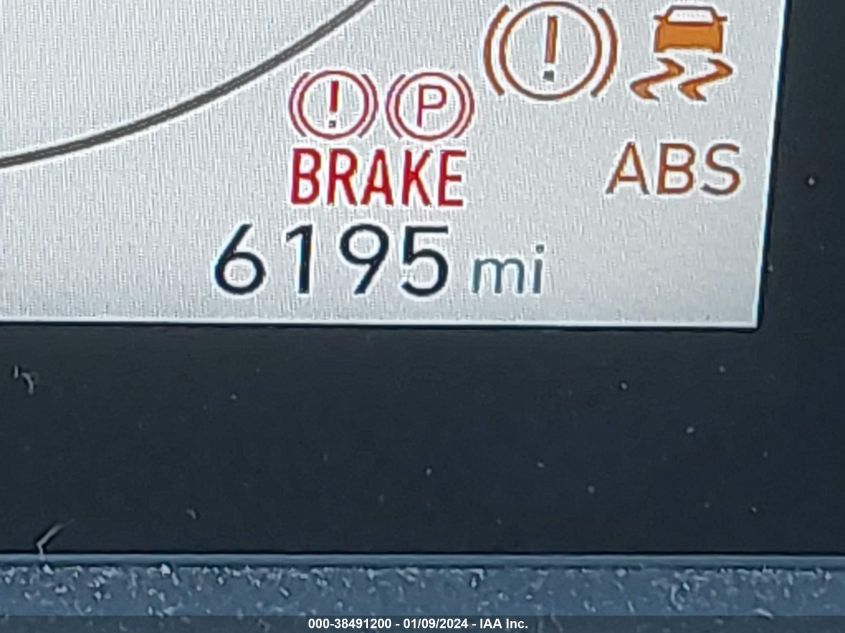 ! P
BRAKE
ABS
6195 mi
000-38491200 - 01/09/2024 - IAA Inc.